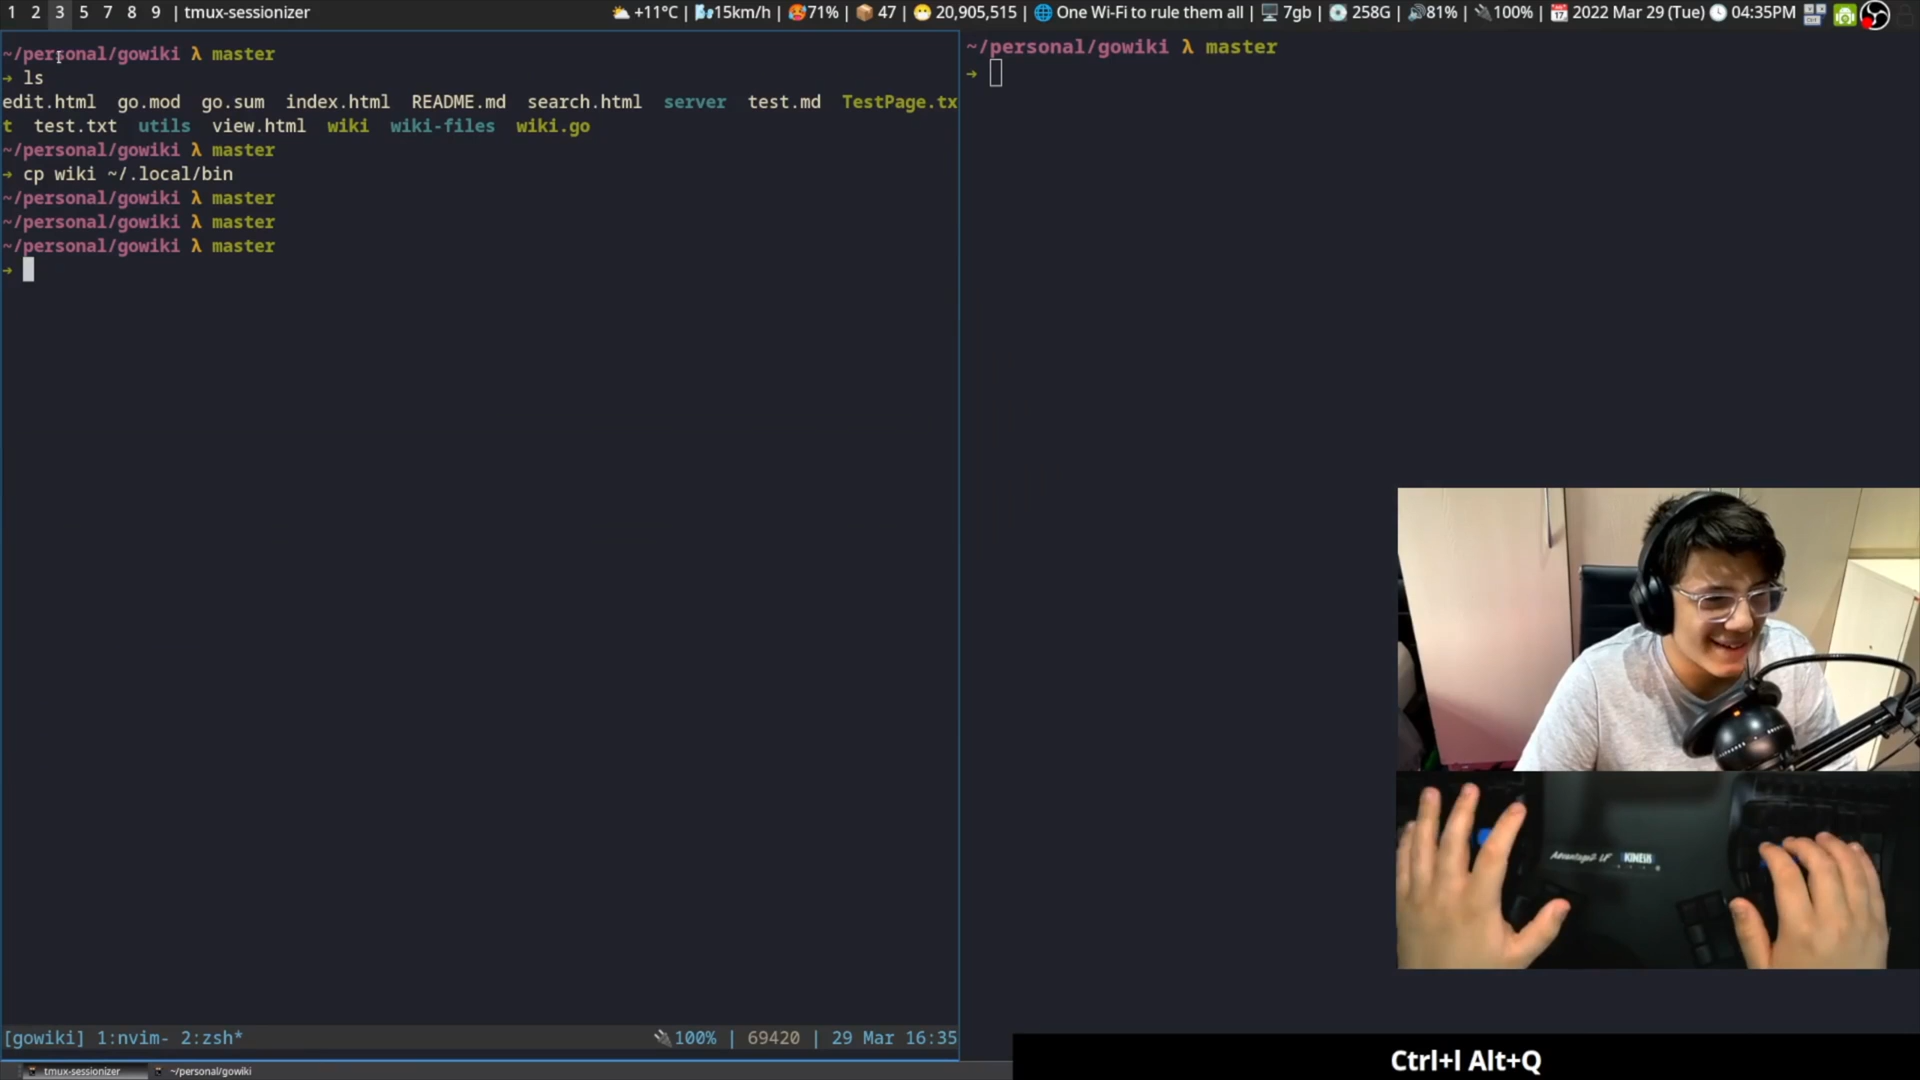 1 2 3 5 7 8 9 | tmux-sessionizer
+11°C | 15km/h | 71% | 47 | 20,905,515 | One Wi-Fi to rule them all | 7gb | 258G | 81% | 100% | 2022 Mar 29 (Tue) 04:35PM
~/personal/gowiki λ master
→ ls
edit.html go.mod go.sum index.html README.md search.html server test.md TestPage.tx
t test.txt utils view.html wiki wiki-files wiki.go
~/personal/gowiki λ master
→ cp wiki ~/.local/bin
~/personal/gowiki λ master
~/personal/gowiki λ master
~/personal/gowiki λ master
→
[gowiki] 1:nvim- 2:zsh*
100% | 69420 | 29 Mar 16:35
~/personal/gowiki λ master
→
Advantage2 LF KINESIS
Ctrl+l Alt+Q
tmux-sessionizer
~/personal/gowiki